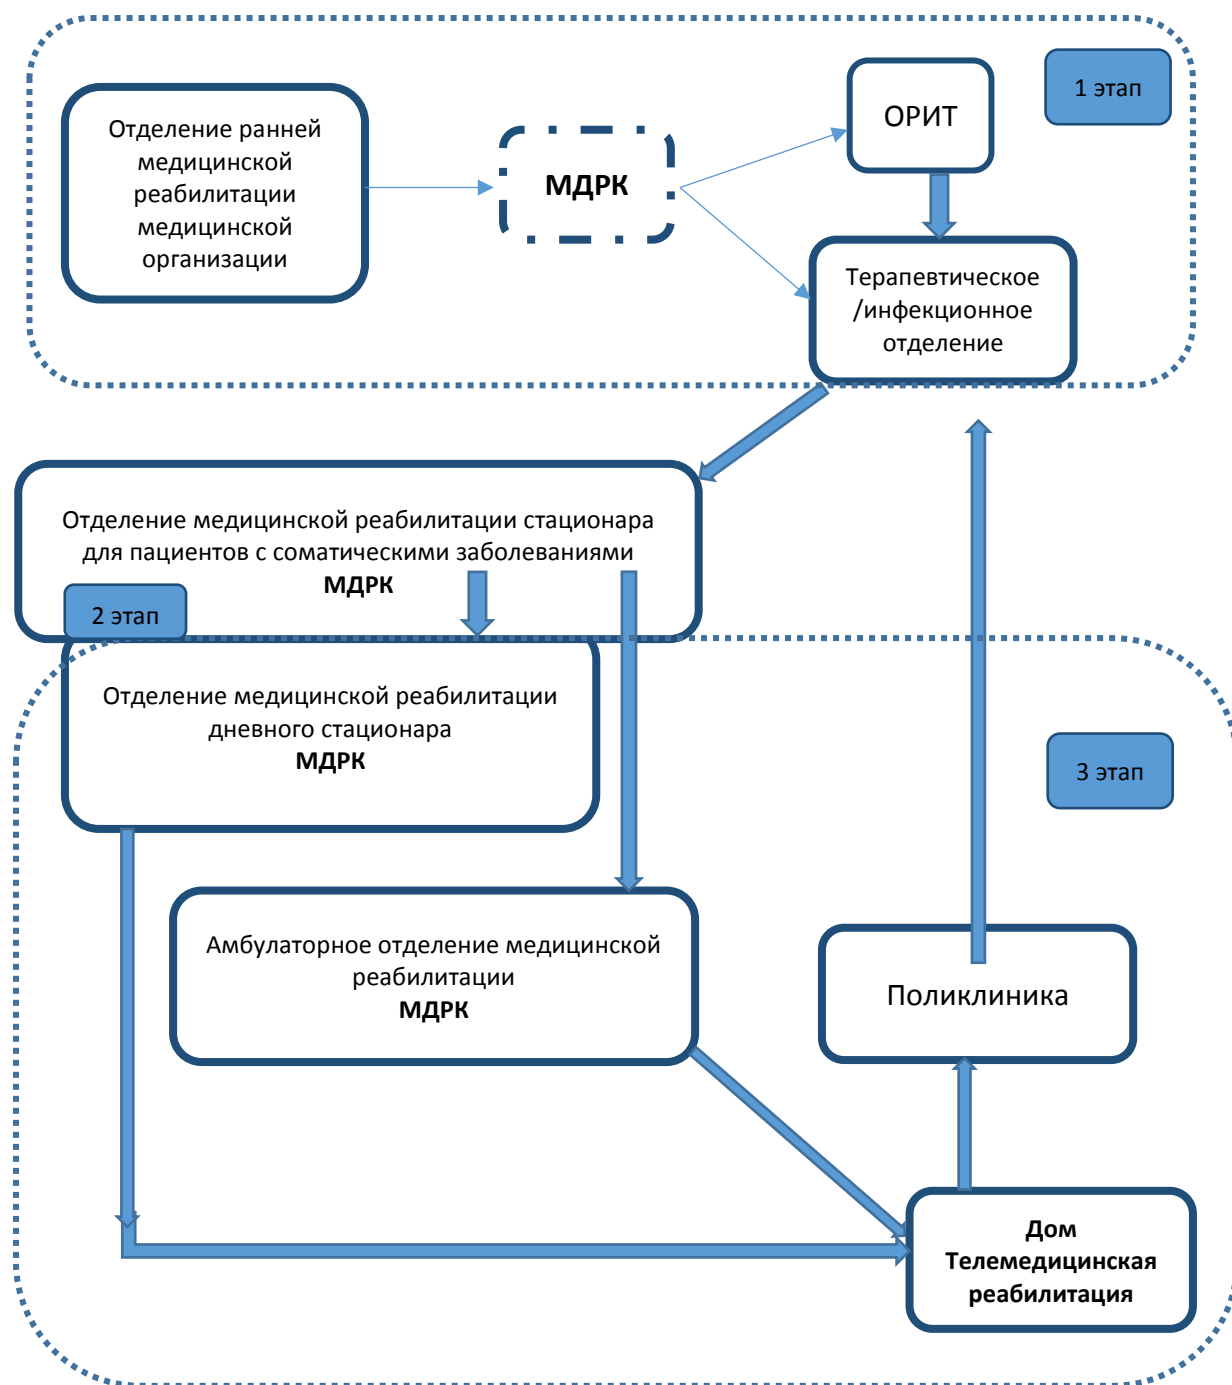 1 этап
Отделение ранней
медицинской
реабилитации
медицинской
организации
МДРК
ОРИТ
Терапевтическое
/инфекционное
отделение
Отделение медицинской реабилитации стационара
для пациентов с соматическими заболеваниями
МДРК
2 этап
Отделение медицинской реабилитации
дневного стационара
МДРК
3 этап
Амбулаторное отделение медицинской
реабилитации
МДРК
Поликлиника
Дом
Телемедицинская
реабилитация